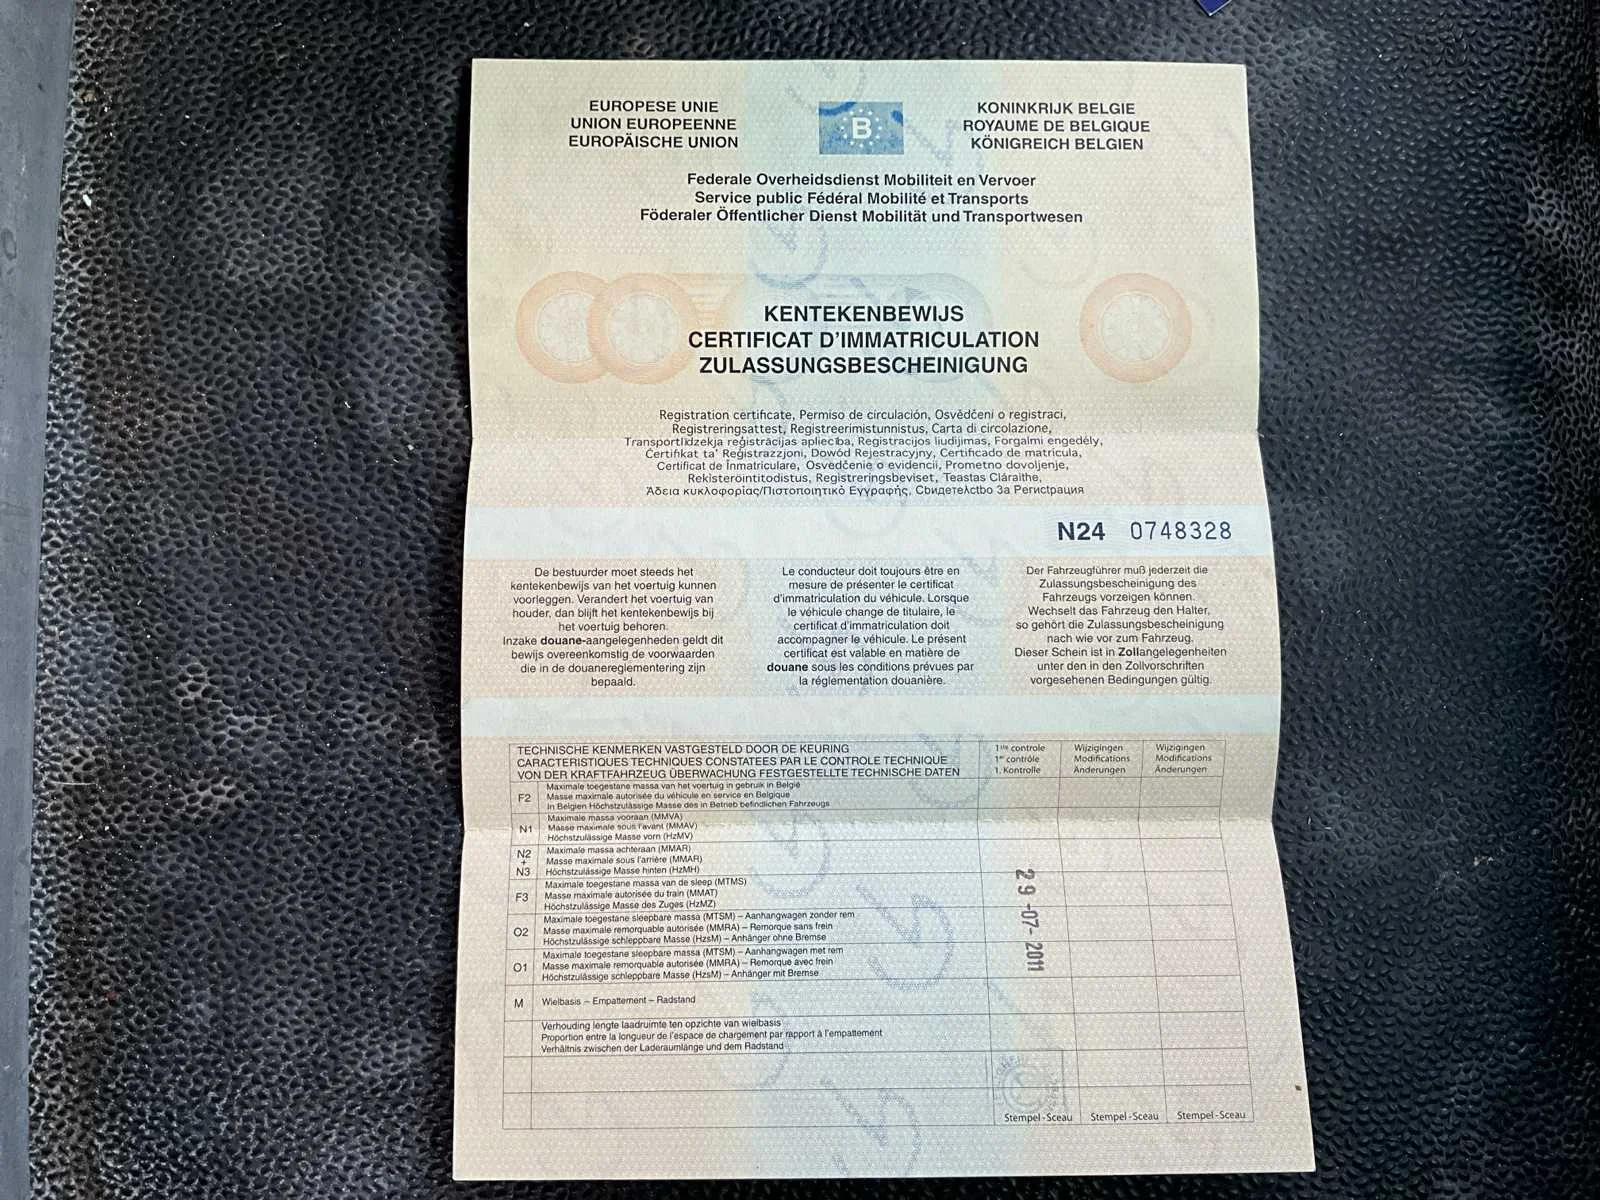 EUROPESE UNIE
UNION EUROPEENNE
EUROPÄISCHE UNION
B
KONINKRIJK BELGIE
ROYAUME DE BELGIQUE
KÖNIGREICH BELGIEN
Federale Overheidsdienst Mobiliteit en Vervoer
Service public Fédéral Mobilité et Transports
Föderaler Öffentlicher Dienst Mobilität und Transportwesen
KENTEKENBEWIJS
CERTIFICAT D'IMMATRICULATION
ZULASSUNGSBESCHEINIGUNG
Registration certificate, Permiso de circulación, Osvědčení o registraci,
Registreringsattest, Registreerimistunnistus, Carta di circolazione,
Transportlīdzekļa reģistrācijas apliecība, Registracijos liudijimas, Forgalmi engedély,
Ċertifikat ta' Reġistrazzjoni, Dowód Rejestracyjny, Certificado de matrícula,
Certificat de Înmatriculare, Osvedčenie o evidencii, Prometno dovoljenje,
Rekisteröintitodistus, Registreringsbeviset, Teastas Cláraithe,
Άδεια κυκλοφορίας/Πιστοποιητικό Εγγραφής, Свидетелство За Регистрация
N24 0748328
De bestuurder moet steeds het
kentekenbewijs van het voertuig kunnen
voorleggen. Verandert het voertuig van
houder, dan blijft het kentekenbewijs bij
het voertuig behoren.
Inzake douane-aangelegenheden geldt dit
bewijs overeenkomstig de voorwaarden
die in de douanereglementering zijn
bepaald.
Le conducteur doit toujours être en
mesure de présenter le certificat
d'immatriculation du véhicule. Lorsque
le véhicule change de titulaire, le
certificat d'immatriculation doit
accompagner le véhicule. Le présent
certificat est valable en matière de
douane sous les conditions prévues par
la réglementation douanière.
Der Fahrzeugführer muß jederzeit die
Zulassungsbescheinigung des
Fahrzeugs vorzeigen können.
Wechselt das Fahrzeug den Halter,
so gehört die Zulassungsbescheinigung
nach wie vor zum Fahrzeug.
Dieser Schein ist in Zollangelegenheiten
unter den in den Zollvorschriften
vorgesehenen Bedingungen gültig.
TECHNISCHE KENMERKEN VASTGESTELD DOOR DE KEURING
CARACTERISTIQUES TECHNIQUES CONSTATEES PAR LE CONTROLE TECHNIQUE
VON DER KRAFTFAHRZEUG ÜBERWACHUNG FESTGESTELLTE TECHNISCHE DATEN
1ste controle
1er contrôle
1. Kontrolle
Wijzigingen
Modifications
Änderungen
Wijzigingen
Modifications
Änderungen
F2
Maximale toegestane massa van het voertuig in gebruik in België
Masse maximale autorisée du véhicule en service en Belgique
In Belgien Höchstzulässige Masse des in Betrieb befindlichen Fahrzeugs
N1
Maximale massa vooraan (MMVA)
Masse maximale sous l'avant (MMAV)
Höchstzulässige Masse vorn (HzMV)
N2
+
N3
Maximale massa achteraan (MMAR)
Masse maximale sous l'arrière (MMAR)
Höchstzulässige Masse hinten (HzMH)
F3
Maximale toegestane massa van de sleep (MTMS)
Masse maximale autorisée du train (MMAT)
Höchstzulässige Masse des Zuges (HzMZ)
O2
Maximale toegestane sleepbare massa (MTSM) – Aanhangwagen zonder rem
Masse maximale remorquable autorisée (MMRA) – Remorque sans frein
Höchstzulässige schleppbare Masse (HzsM) – Anhänger ohne Bremse
O1
Maximale toegestane sleepbare massa (MTSM) – Aanhangwagen met rem
Masse maximale remorquable autorisée (MMRA) – Remorque avec frein
Höchstzulässige schleppbare Masse (HzsM) – Anhänger mit Bremse
29-07-2011
M
Wielbasis – Empattement – Radstand
Verhouding lengte laadruimte ten opzichte van wielbasis
Proportion entre la longueur de l'espace de chargement par rapport à l'empattement
Verhältnis zwischen der Laderaumlänge und dem Radstand
Stempel-Sceau
Stempel-Sceau
Stempel-Sceau